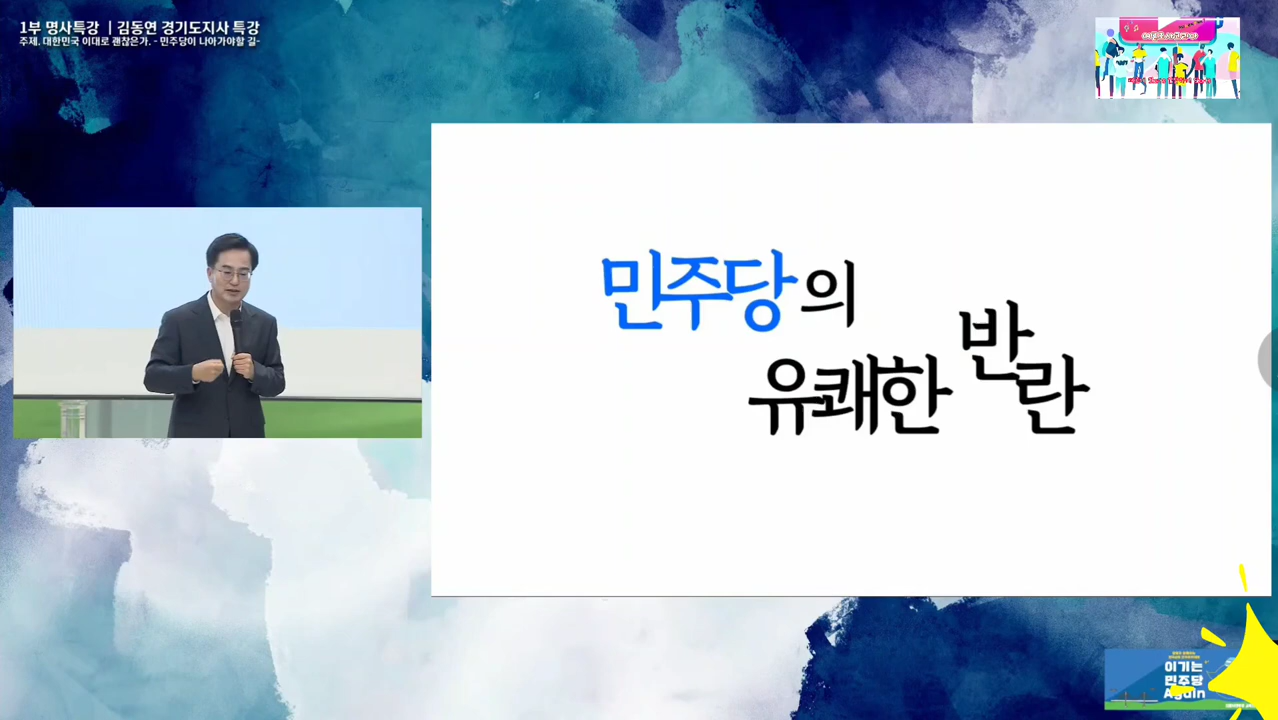 1부 명사특강 | 김동연 경기도지사 특강
주제. 대한민국 이대로 괜찮은가. - 민주당이 나아가야할 길-
민주당의
유쾌한 반란
이기는
민주당
Again